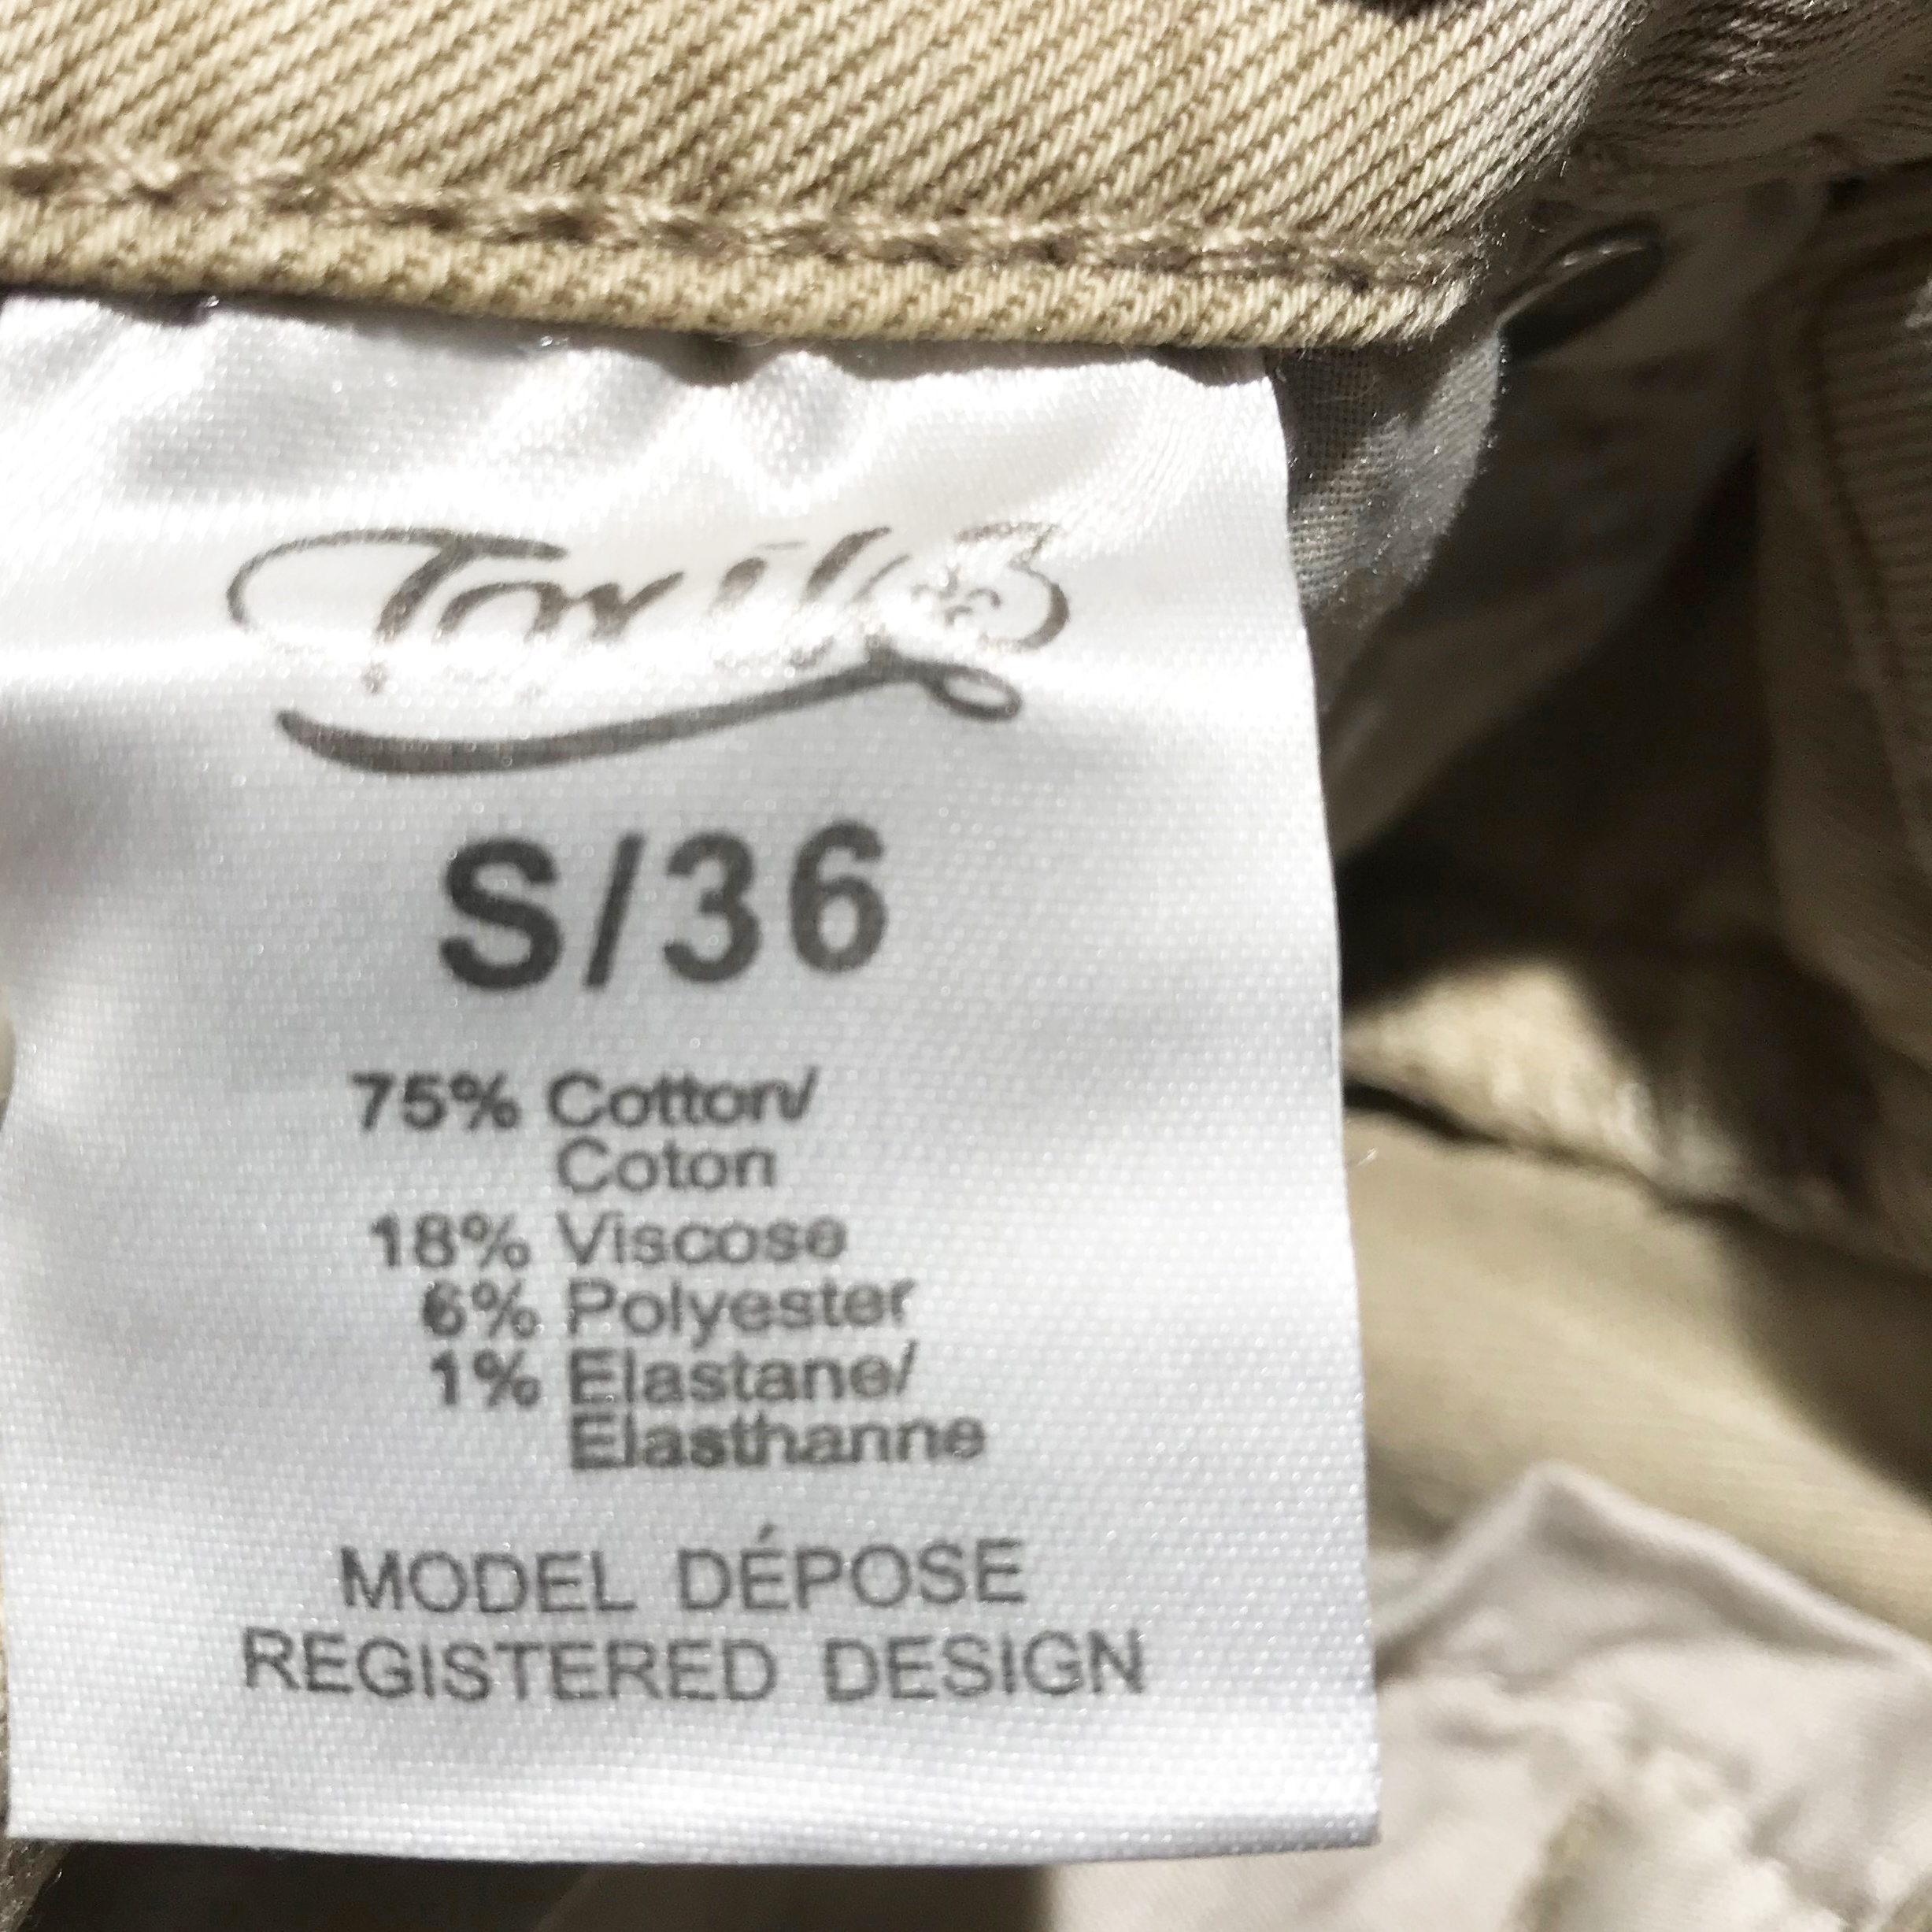 S/36
75% Cotton/
Coton
18% Viscose
6% Polyester
1% Elastane/
Elasthanne
MODEL DÉPOSE
REGISTERED DESIGN